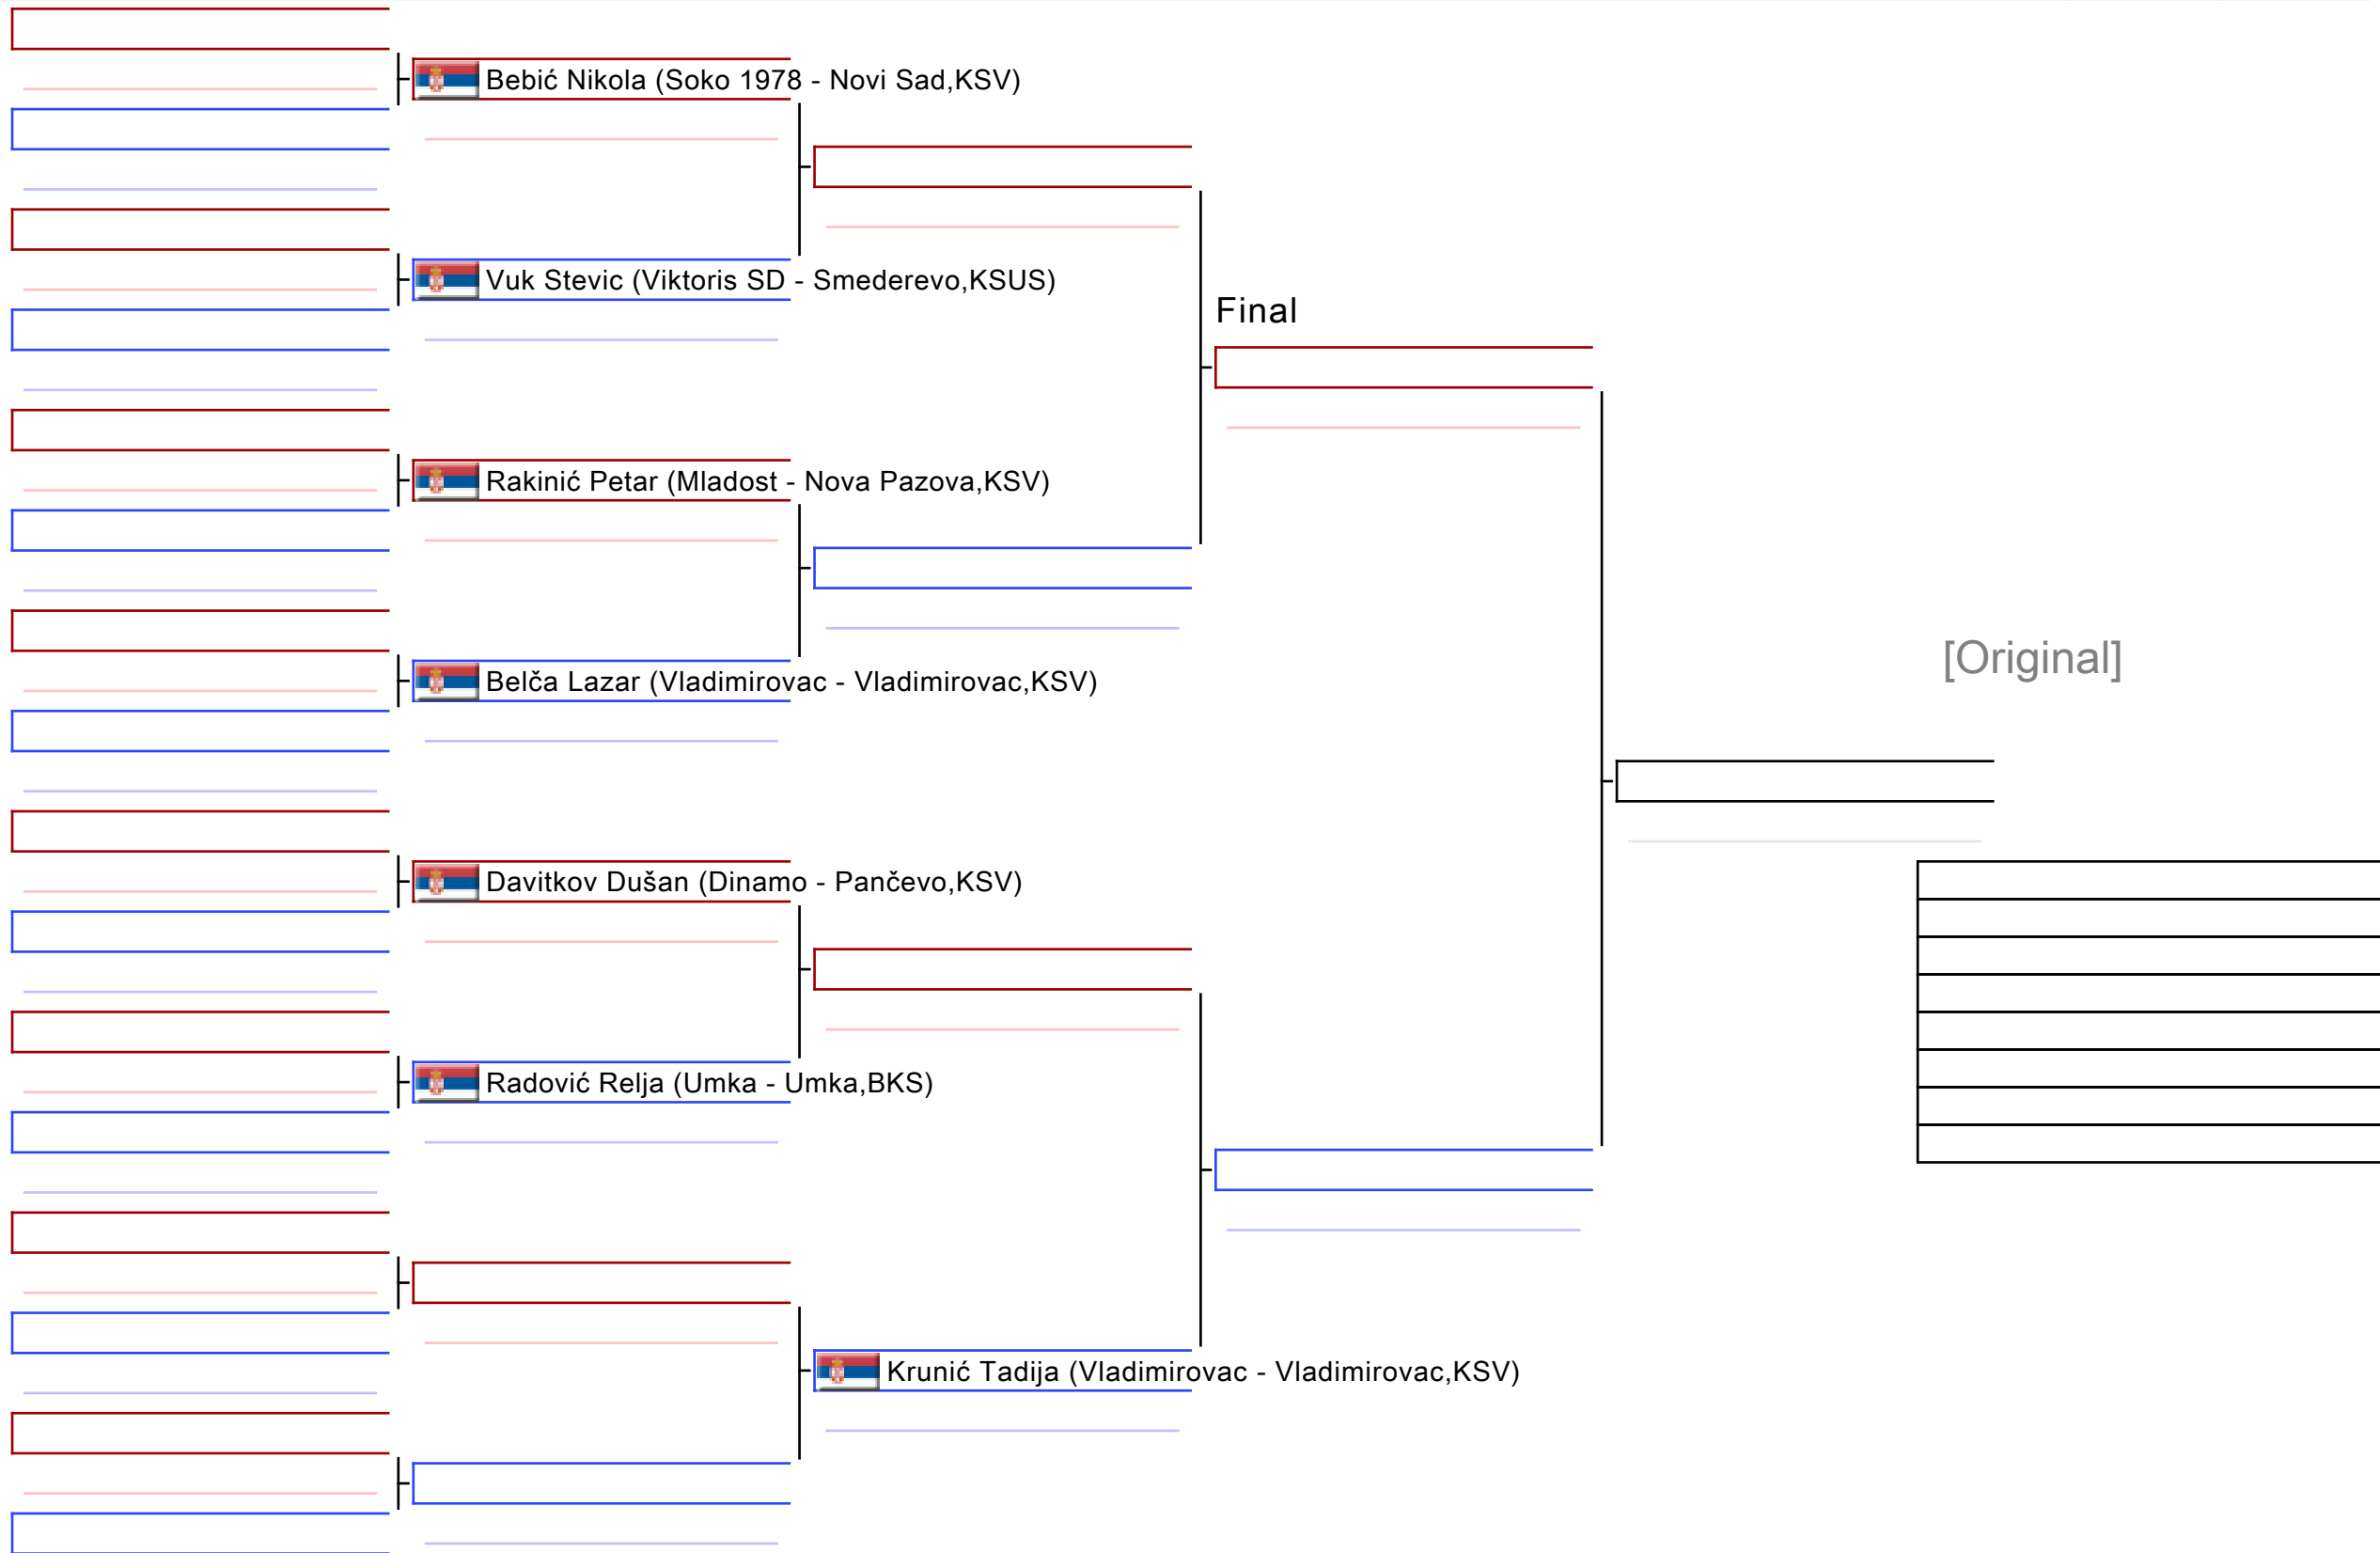 Bebić Nikola (Soko 1978 - Novi Sad,KSV)
Vuk Stevic (Viktoris SD - Smederevo,KSUS)
Final
Rakinić Petar (Mladost - Nova Pazova,KSV)
[Original]
Belča Lazar (Vladimirovac - Vladimirovac,KSV)
Davitkov Dušan (Dinamo - Pančevo,KSV)
Radović Relja (Umka - Umka,BKS)
Krunić Tadija (Vladimirovac - Vladimirovac,KSV)